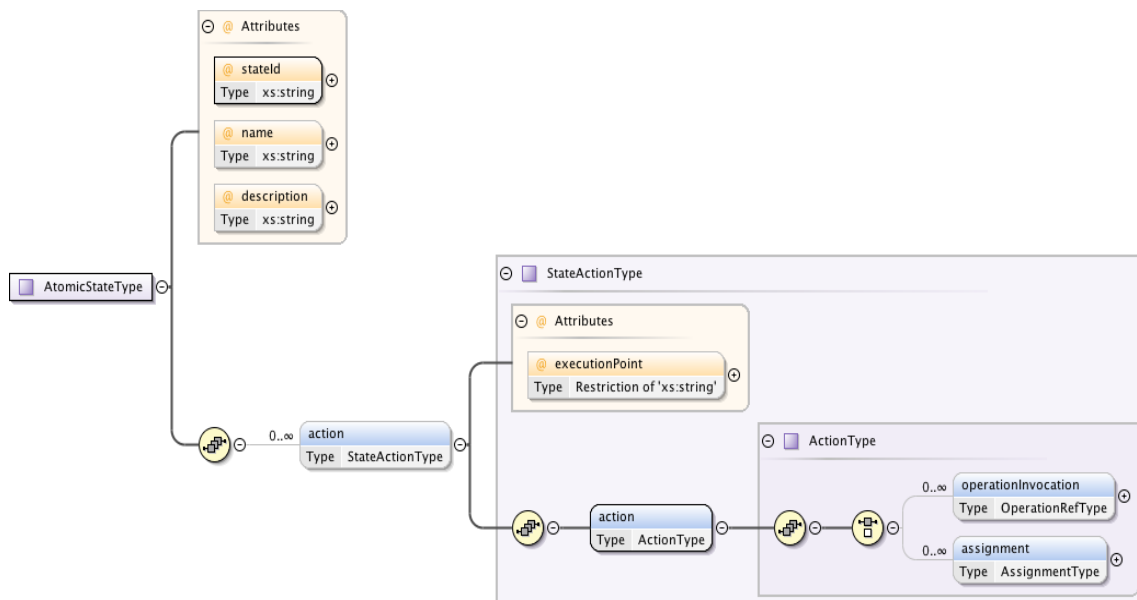 @ Attributes
@ stateId
Type xs:string
@ name
Type xs:string
@ description
Type xs:string
AtomicStateType
StateActionType
@ Attributes
@ executionPoint
Type Restriction of 'xs:string'
0..∞
action
Type StateActionType
ActionType
0..∞
operationInvocation
Type OperationRefType
action
Type ActionType
0..∞
assignment
Type AssignmentType